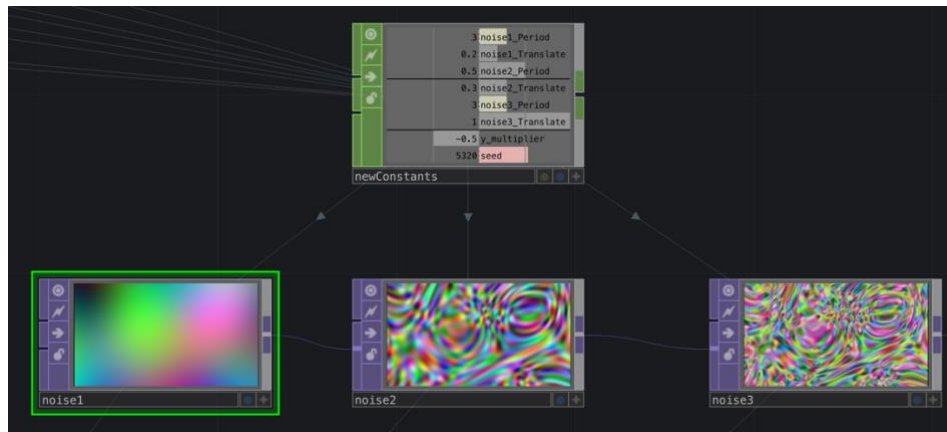 3 noise1_Period
0.2 noise1_Translate
0.5 noise2_Period
0.3 noise2_Translate
3 noise3_Period
1 noise3_Translate
-0.5 y_multiplier
5320 seed
newConstants
noise1
noise2
noise3